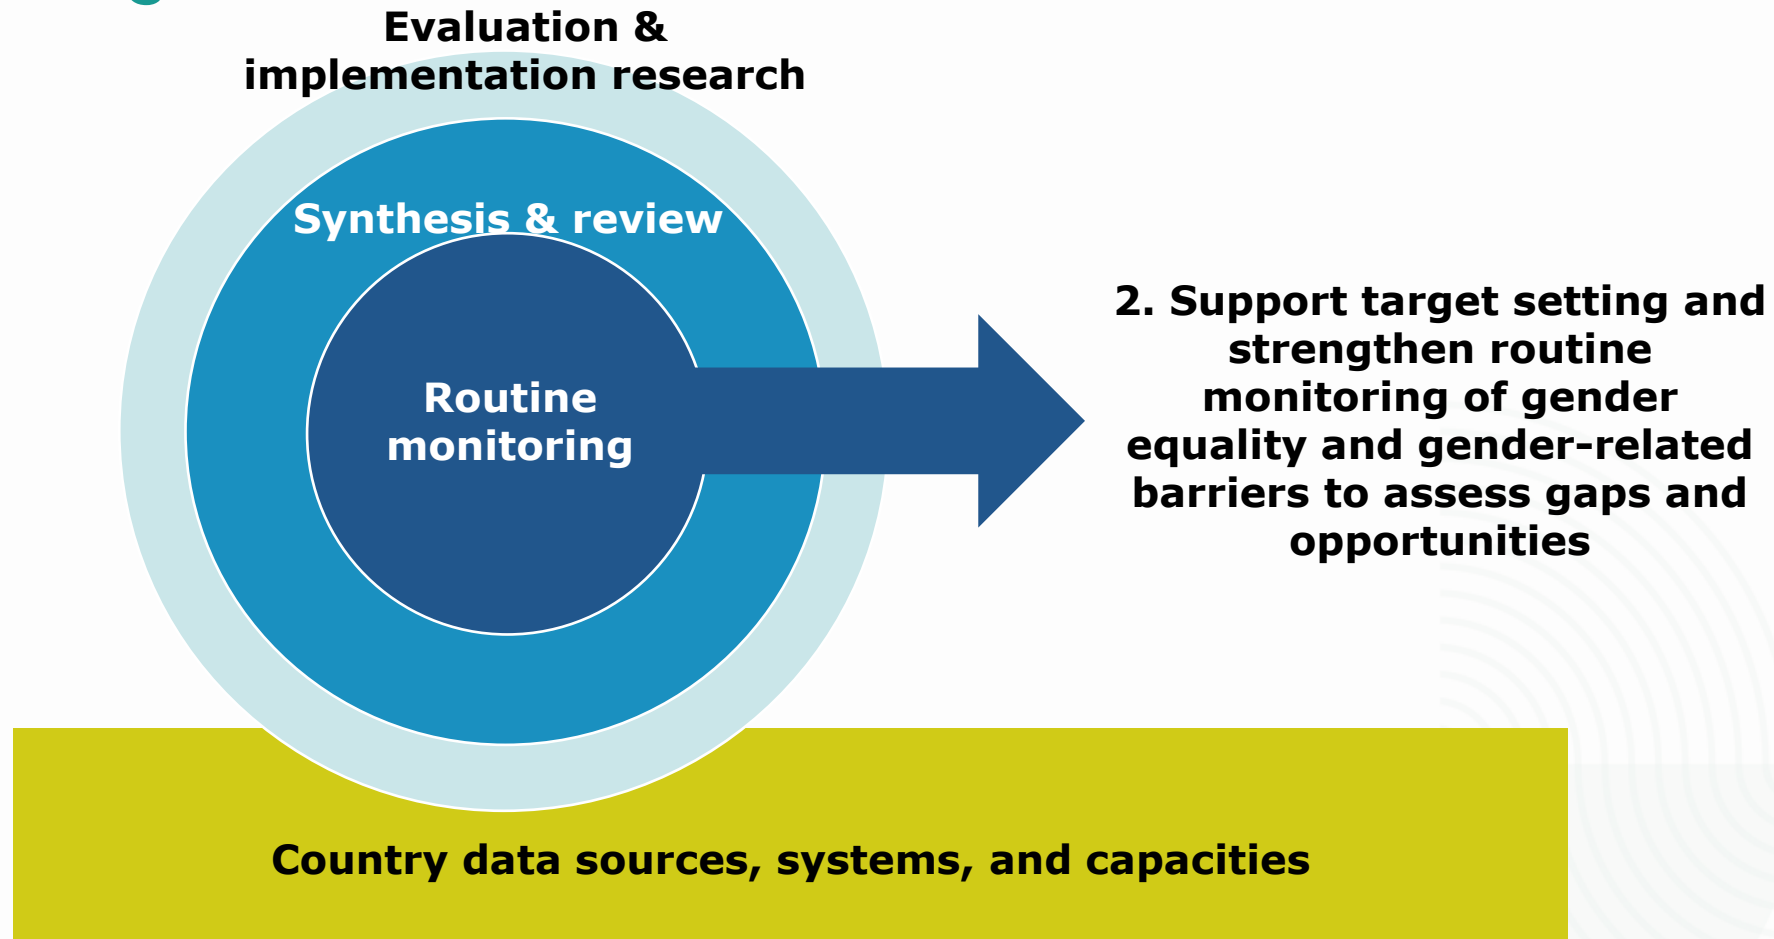 Evaluation &
implementation research
Synthesis & review
Routine
monitoring
2. Support target setting and
strengthen routine
monitoring of gender
equality and gender-related
barriers to assess gaps and
opportunities
Country data sources, systems, and capacities